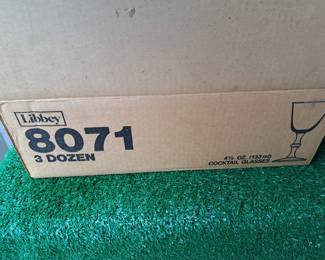 Libbey
8071
3 DOZEN
4½ OZ. (133 ml)
COCKTAIL GLASSES